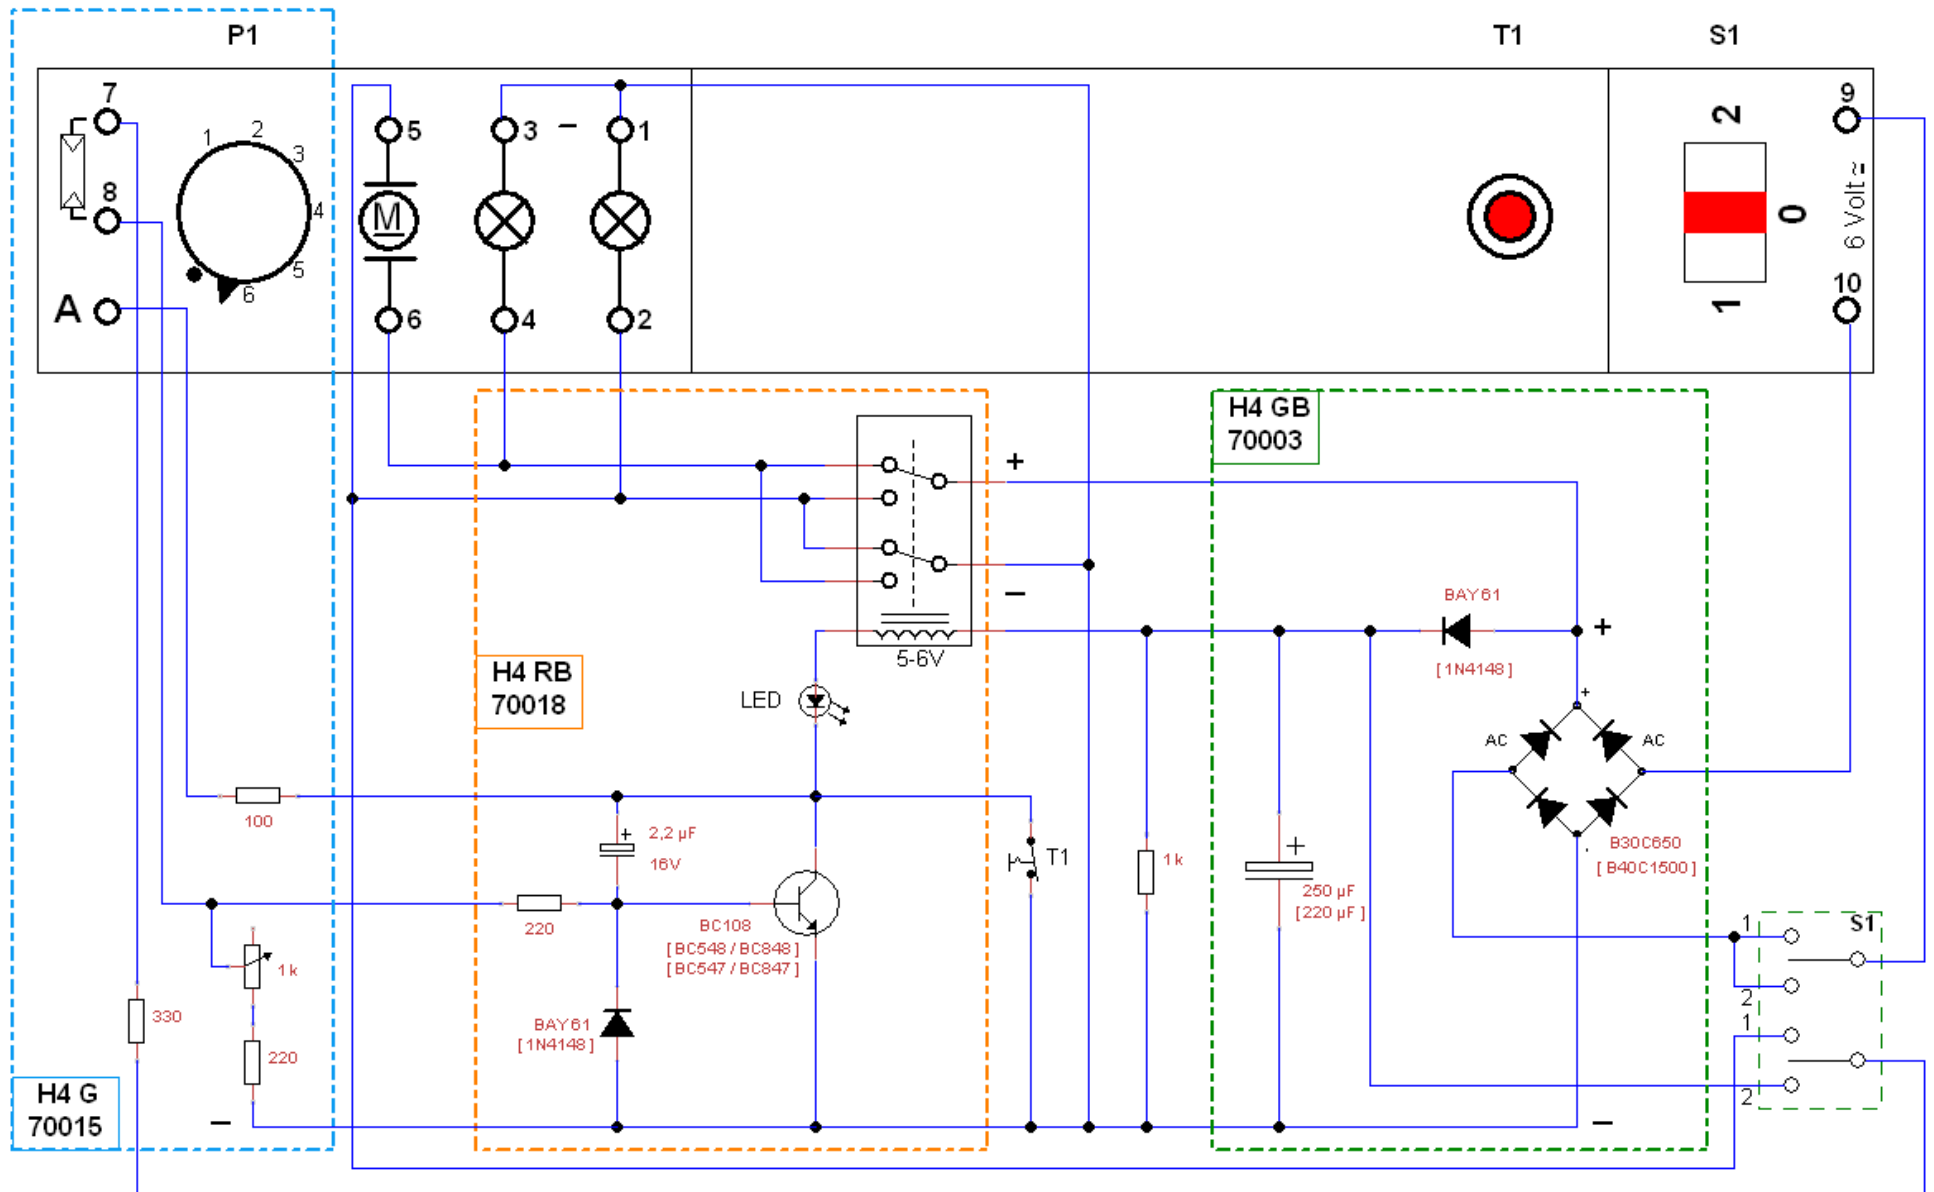 P1
T1
S1
7
8
A
1
2
3
4
5
6
5
M
6
3
–
1
4
2
2
0
1
9
6 Volt ≃
10
H4 GB
70003
+
–
5-6V
H4 RB
70018
LED
BAY61
[1N4148]
+
+
AC
AC
-
B30C650
[B40C1500]
100
+
2,2 µF
16V
T1
1k
+
250 µF
[220 µF]
220
BC108
[BC548 / BC848]
[BC547 / BC847]
1k
330
220
BAY61
[1N4148]
1
S1
2
1
2
H4 G
70015
–
–